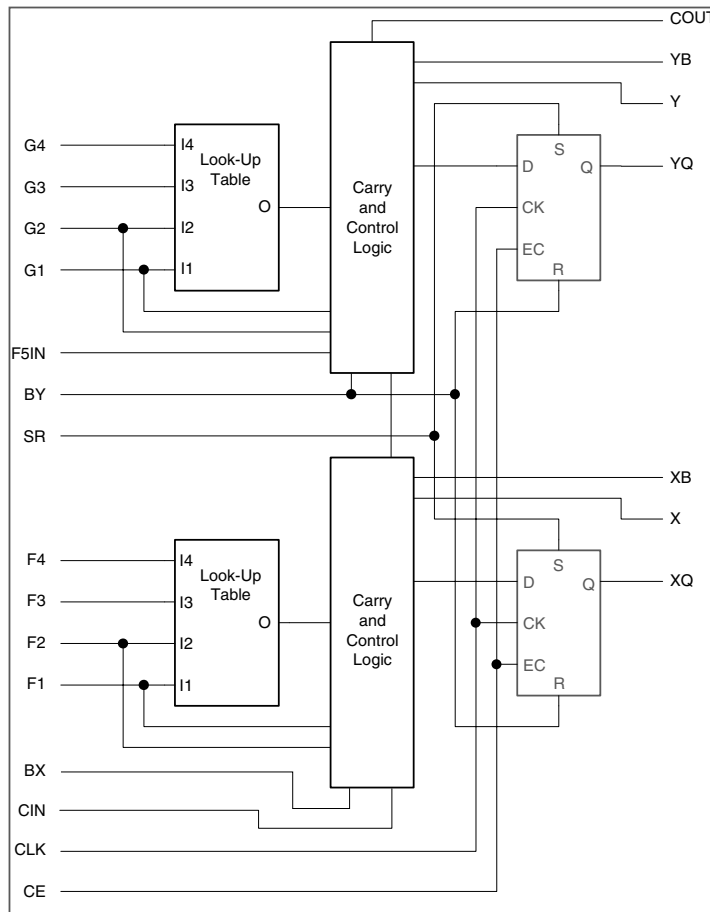 COUT
YB
Y
G4
I4
Look-Up
Table
S
D
Q
YQ
G3
I3
Carry
and
Control
Logic
O
CK
G2
I2
EC
G1
I1
R
F5IN
BY
SR
XB
X
F4
I4
Look-Up
Table
S
D
Q
XQ
F3
I3
Carry
and
Control
Logic
O
CK
F2
I2
EC
F1
I1
R
BX
CIN
CLK
CE